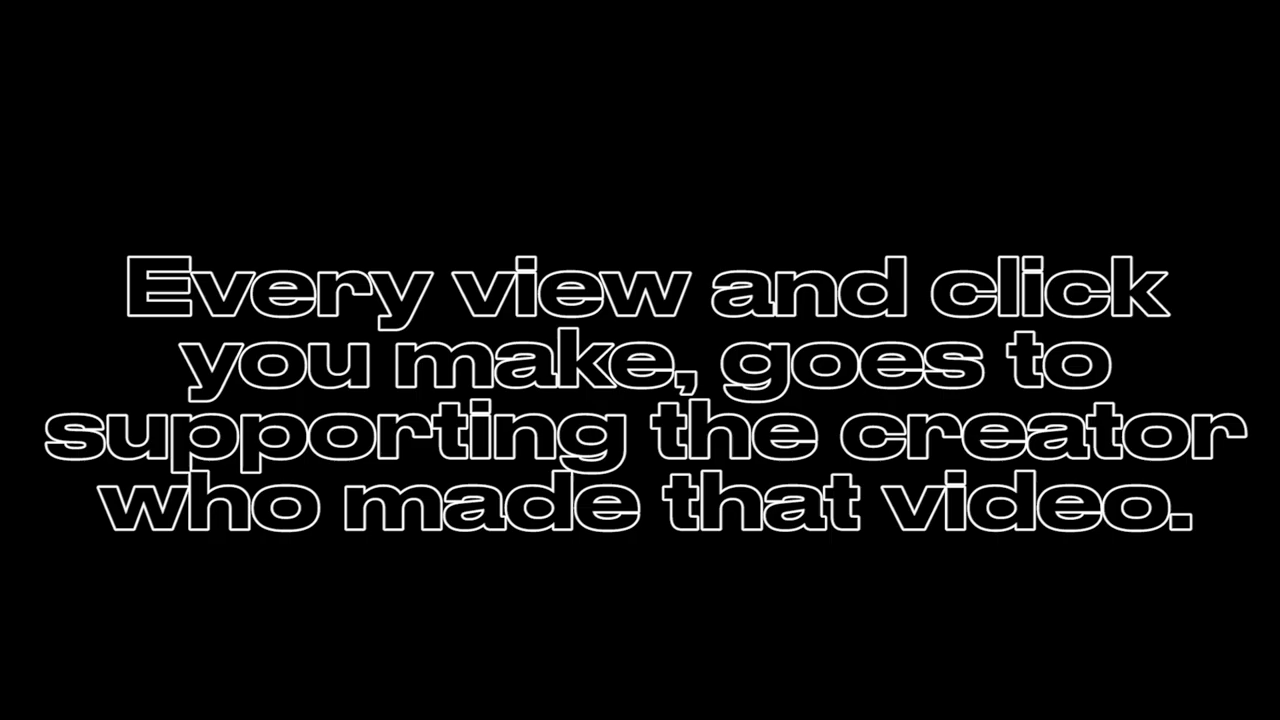 Every view and click
you make, goes to
supporting the creator
who made that video.